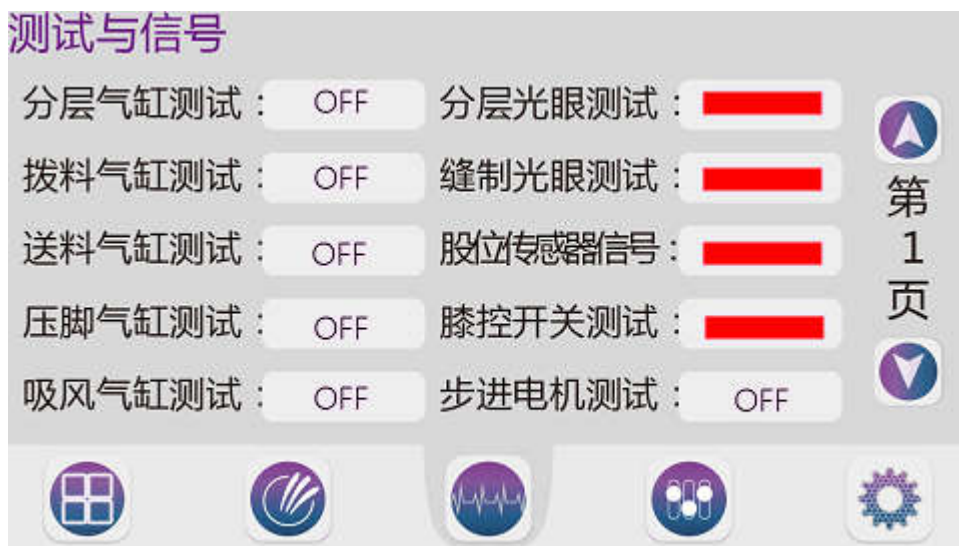 测试与信号
分层气缸测试: OFF 分层光眼测试:
拨料气缸测试: OFF 缝制光眼测试:
送料气缸测试: OFF 股位传感器信号:
压脚气缸测试: OFF 膝控开关测试:
吸风气缸测试: OFF 步进电机测试: OFF
第
1
页